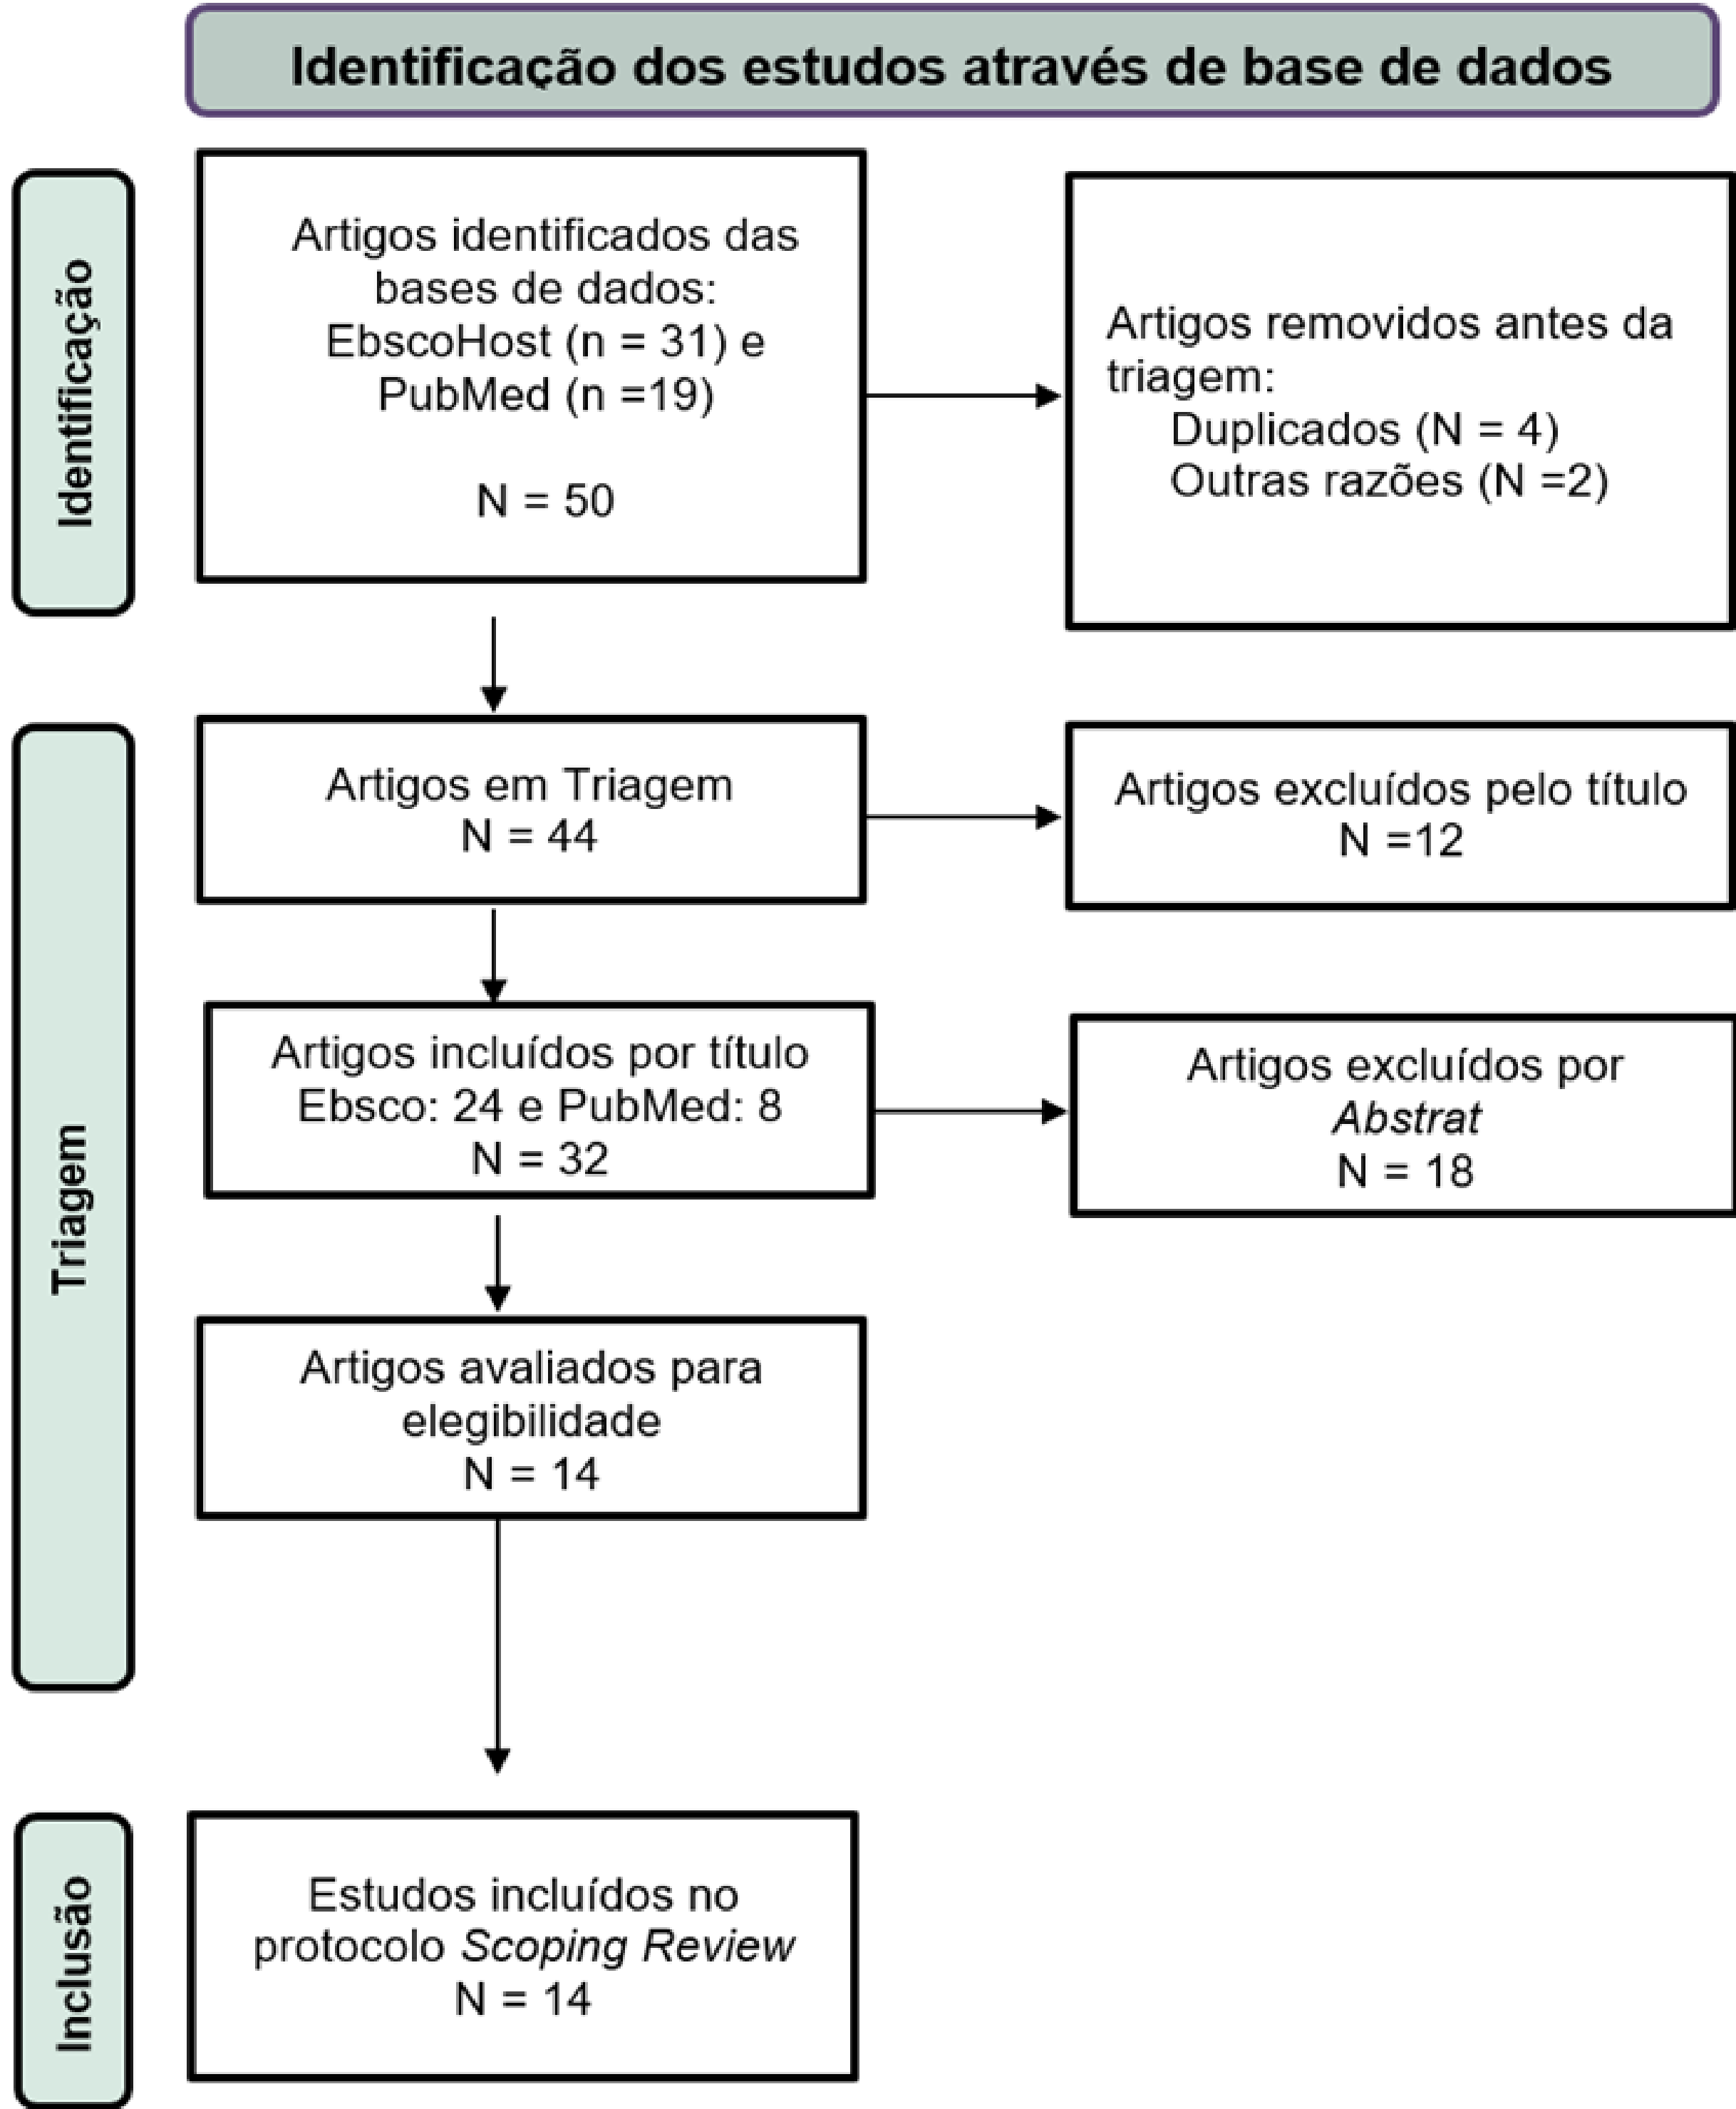 Identificação dos estudos através de base de dados
Identificação
Artigos identificados das
bases de dados:
EbscoHost (n = 31) e
PubMed (n =19)
N = 50
Artigos removidos antes da
triagem:
Duplicados (N = 4)
Outras razões (N =2)
Triagem
Artigos em Triagem
N = 44
Artigos excluídos pelo título
N =12
Artigos incluídos por título
Ebsco: 24 e PubMed: 8
N = 32
Artigos excluídos por
Abstrat
N = 18
Artigos avaliados para
elegibilidade
N = 14
Inclusão
Estudos incluídos no
protocolo Scoping Review
N = 14